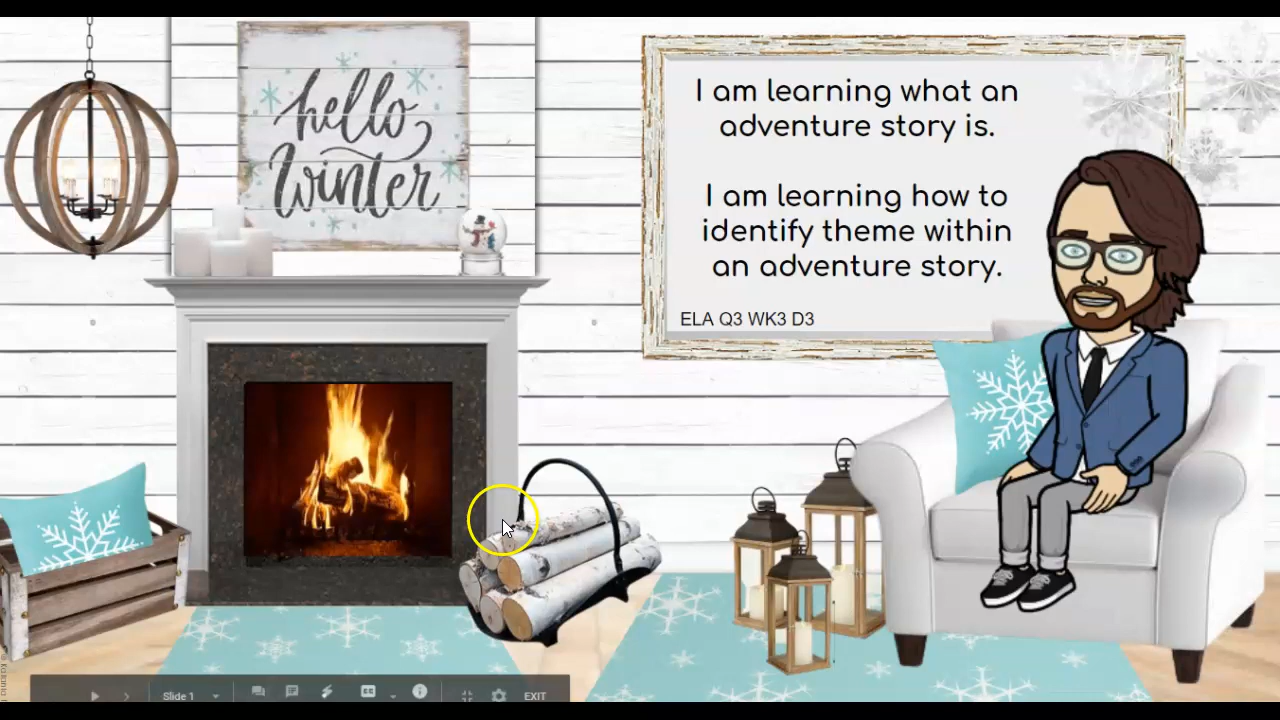 hello
Winter
I am learning what an
adventure story is.
I am learning how to
identify theme within
an adventure story.
ELA Q3 WK3 D3
Slide 1
CC
EXIT